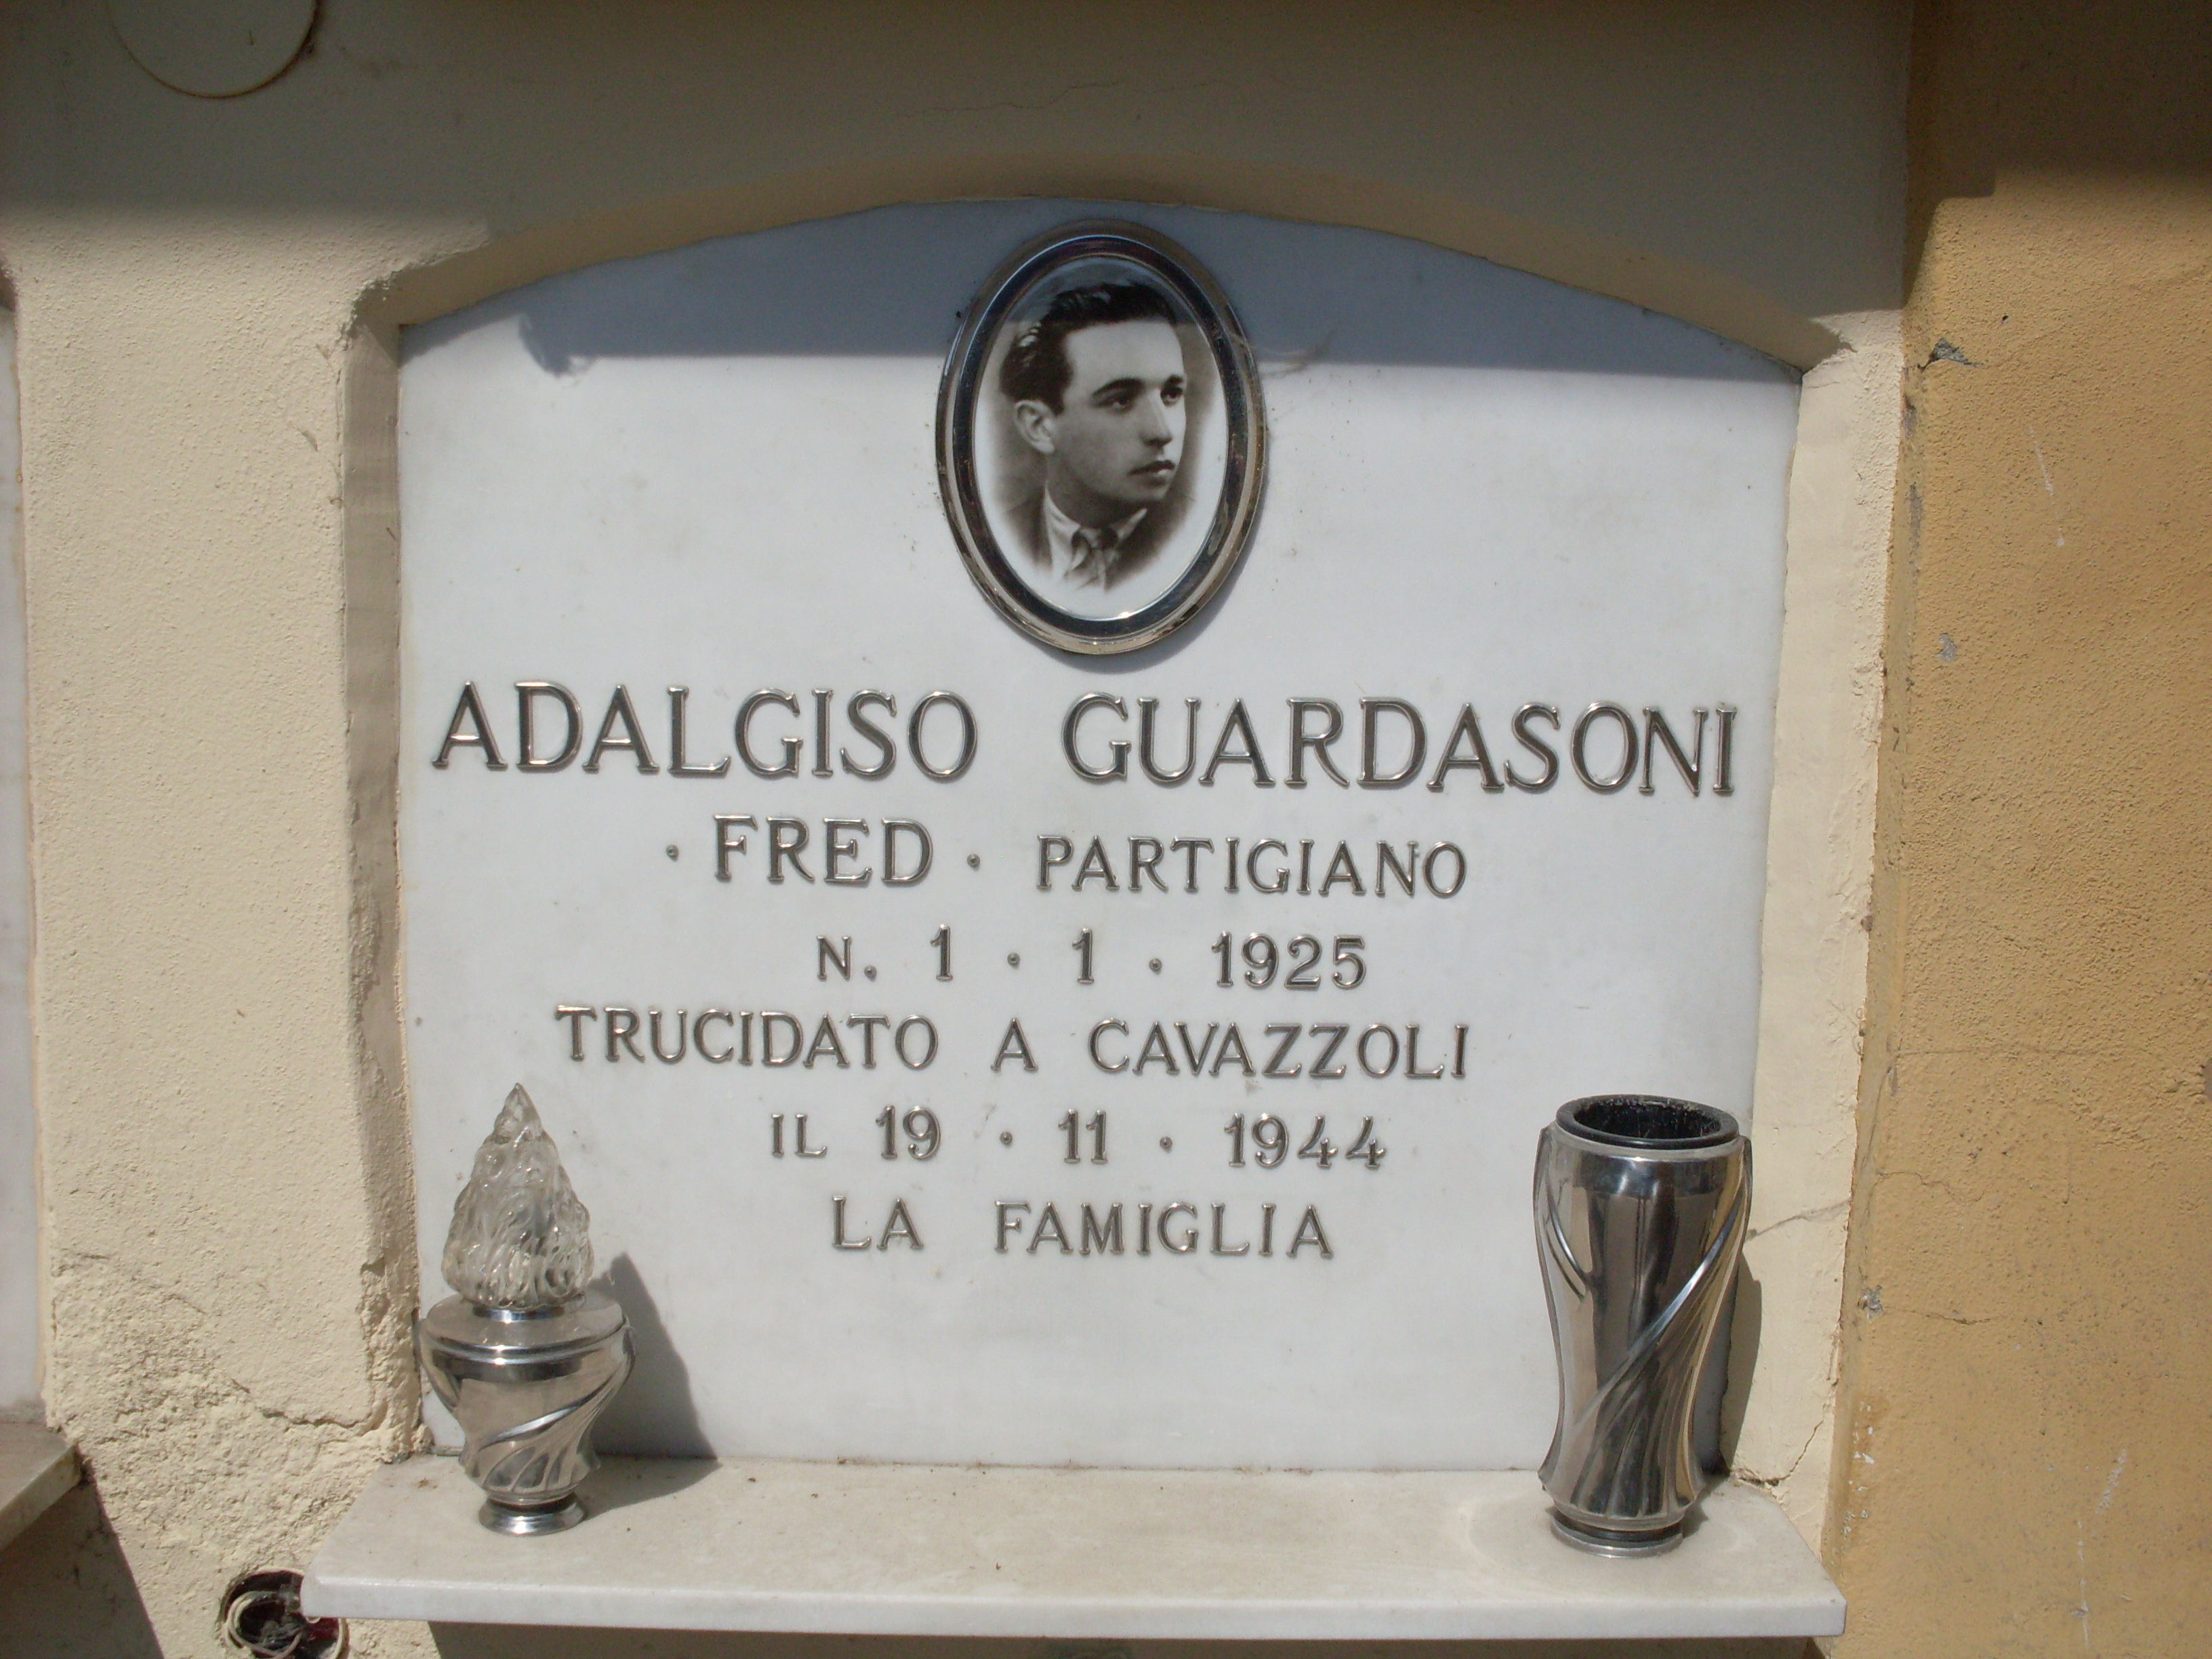 ADALGISO GUARDASONI
· FRED · PARTIGIANO
N. 1 · 1 · 1925
TRUCIDATO A CAVAZZOLI
IL 19 · 11 · 1944
LA FAMIGLIA